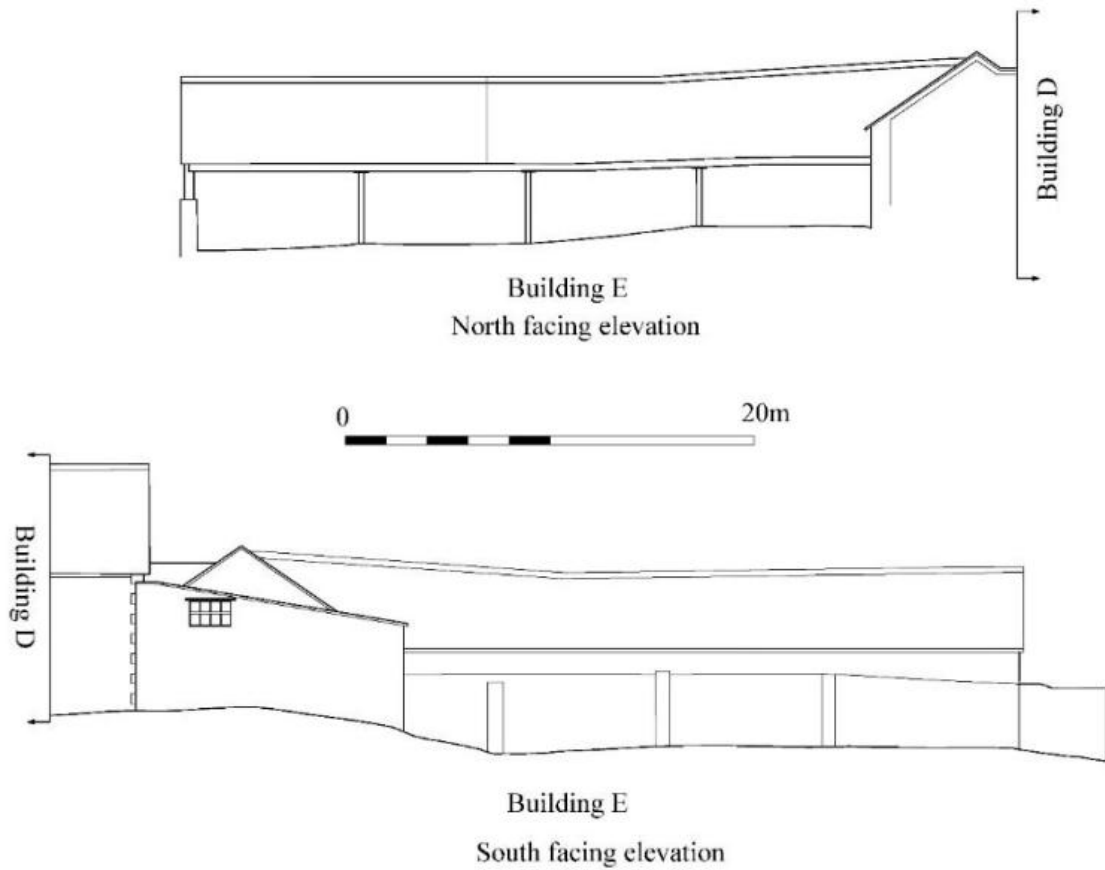 Building D
Building E
North facing elevation
0 20m
Building D
Building E
South facing elevation